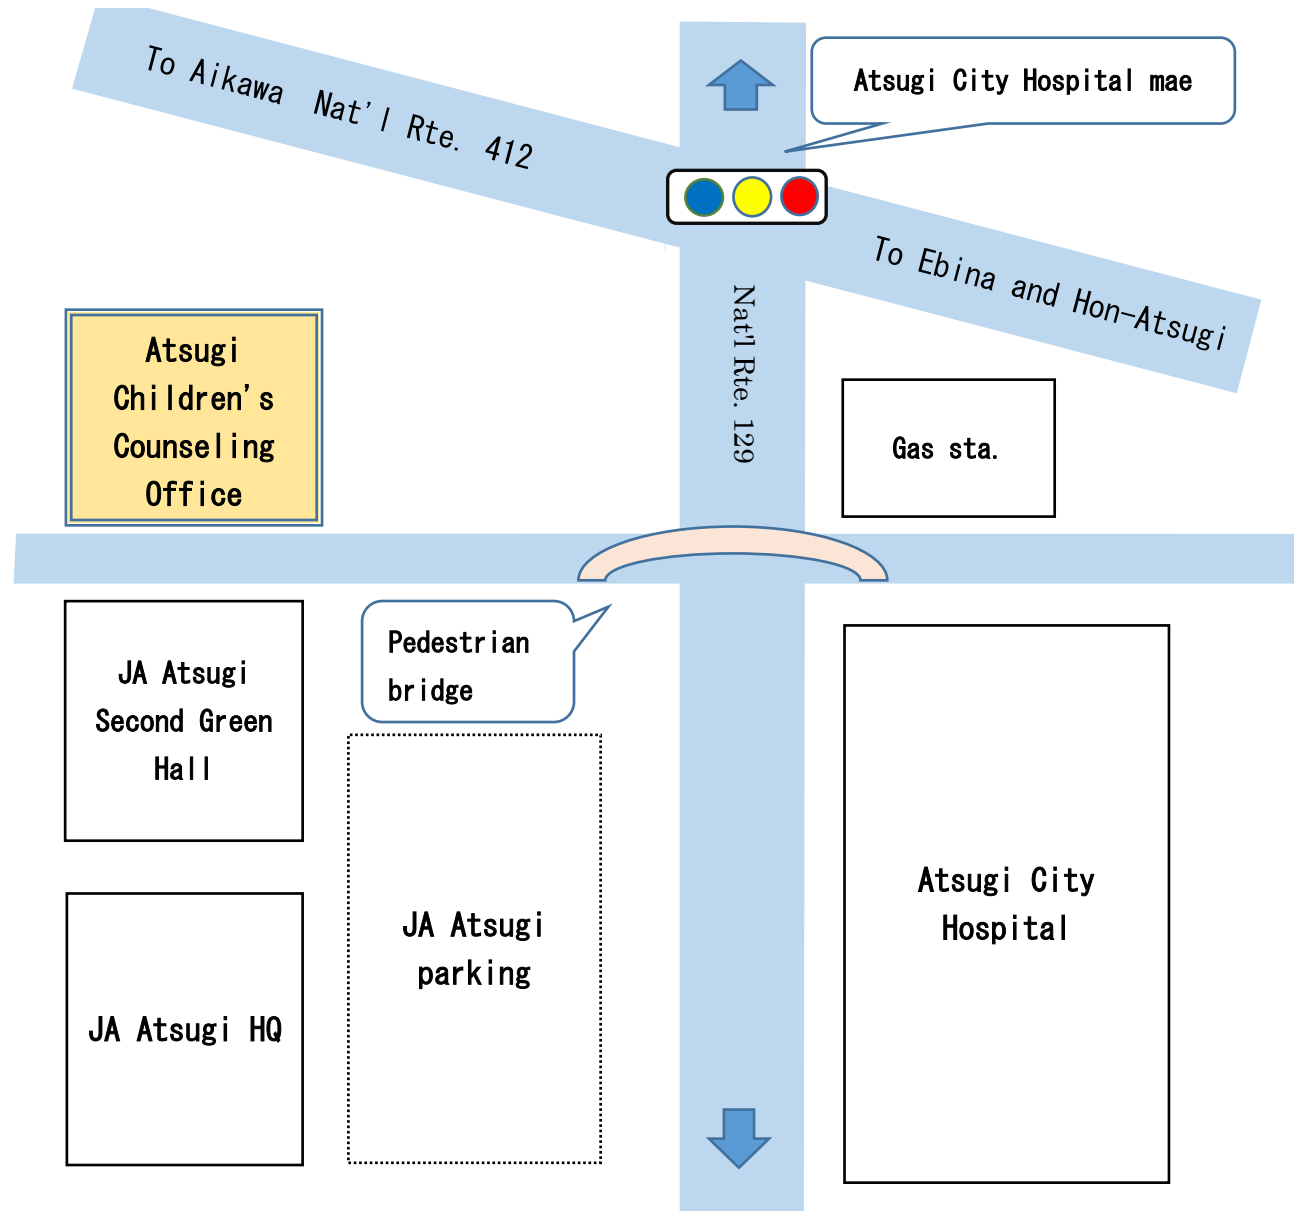 To Aikawa Nat'l Rte. 412
Atsugi City Hospital mae
To Ebina and Hon-Atsugi
Nat'l Rte. 129
Atsugi
Children's
Counseling
Office
Gas sta.
Pedestrian
bridge
JA Atsugi
Second Green
Hall
JA Atsugi
parking
Atsugi City
Hospital
JA Atsugi HQ